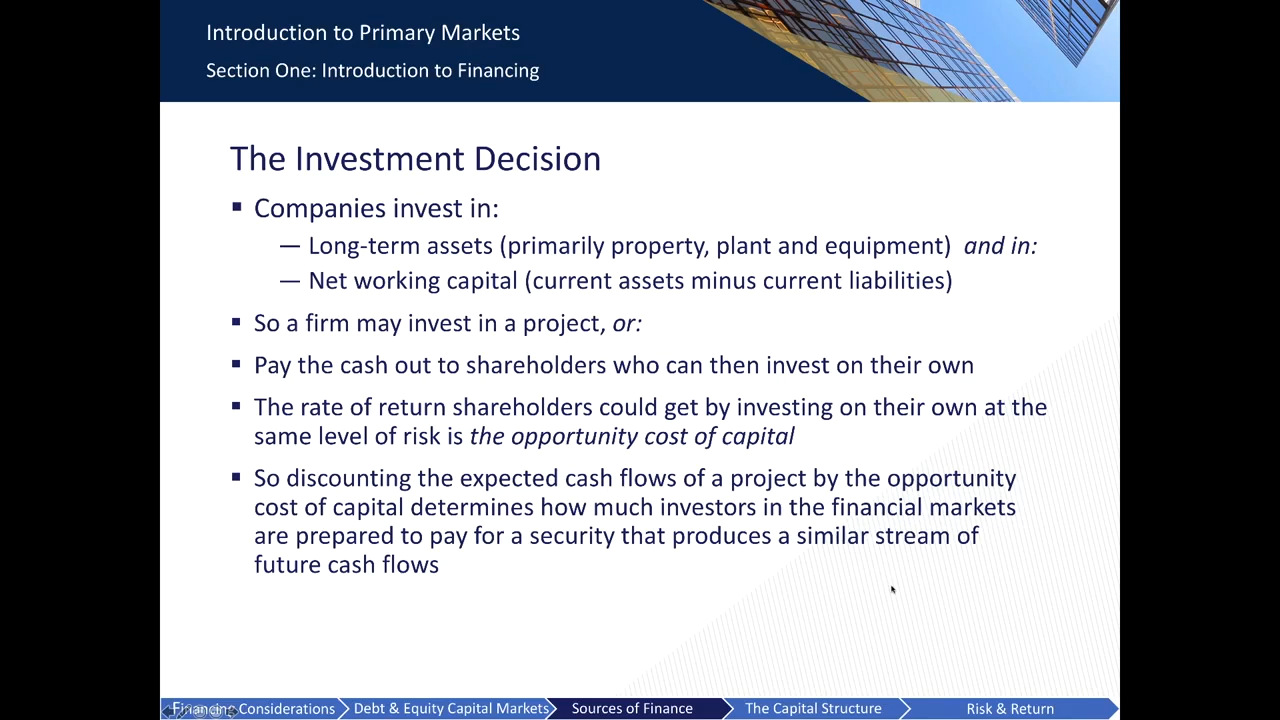 Introduction to Primary Markets
Section One: Introduction to Financing
The Investment Decision
▪ Companies invest in:
— Long-term assets (primarily property, plant and equipment) and in:
— Net working capital (current assets minus current liabilities)
▪ So a firm may invest in a project, or:
▪ Pay the cash out to shareholders who can then invest on their own
▪ The rate of return shareholders could get by investing on their own at the
same level of risk is the opportunity cost of capital
▪ So discounting the expected cash flows of a project by the opportunity
cost of capital determines how much investors in the financial markets
are prepared to pay for a security that produces a similar stream of
future cash flows
Financing Considerations
Debt & Equity Capital Markets
Sources of Finance
The Capital Structure
Risk & Return